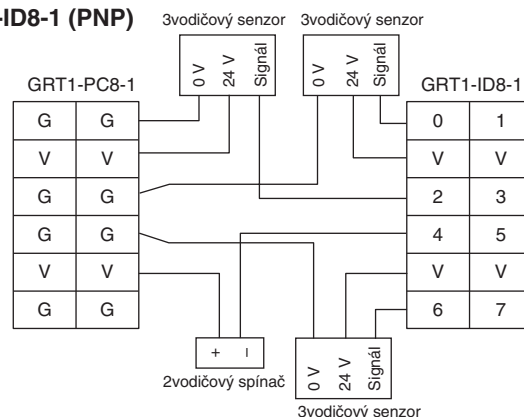 -ID8-1 (PNP)
3vodičový senzor
3vodičový senzor
0 V
24 V
Signál
0 V
24 V
Signál
GRT1-PC8-1
GRT1-ID8-1
G G
V V
G G
G G
V V
G G
0 1
V V
2 3
4 5
V V
6 7
+ –
2vodičový spínač
0 V
24 V
Signál
3vodičový senzor